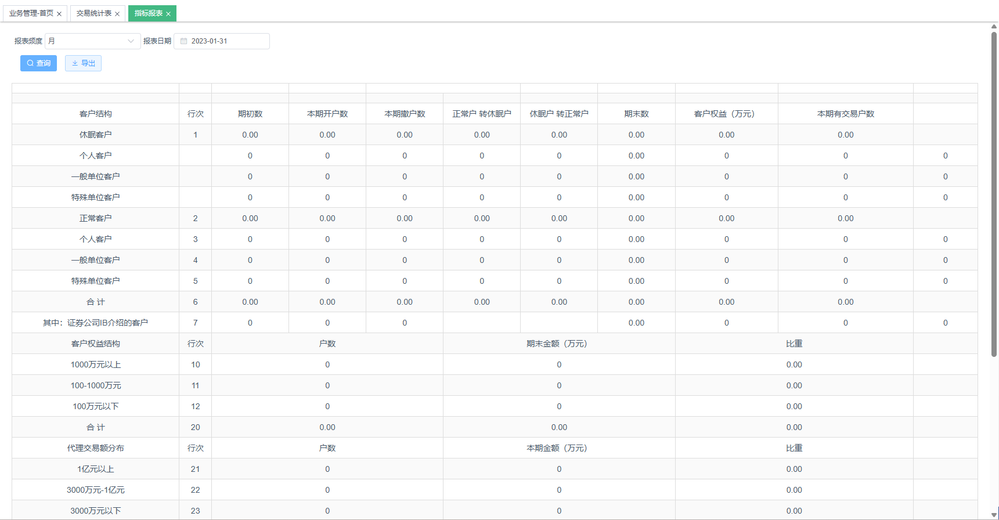 业务管理-首页 × 交易统计表 × 指标报表 ×
报表频度 月 报表日期 2023-01-31
查询 导出
客户结构 行次 期初数 本期开户数 本期撤户数 正常户 转休眠户 休眠户 转正常户 期末数 客户权益（万元） 本期有交易户数
休眠客户 1 0.00 0.00 0.00 0.00 0.00 0.00 0.00 0.00
个人客户 0 0 0 0 0 0.00 0 0 0
一般单位客户 0 0 0 0 0 0.00 0 0 0
特殊单位客户 0 0 0 0 0 0.00 0 0 0
正常客户 2 0.00 0.00 0.00 0.00 0.00 0.00 0.00 0.00
个人客户 3 0 0 0 0 0 0.00 0 0 0
一般单位客户 4 0 0 0 0 0 0.00 0 0 0
特殊单位客户 5 0 0 0 0 0 0.00 0 0 0
合 计 6 0.00 0.00 0.00 0.00 0.00 0.00 0.00 0.00
其中：证券公司IB介绍的客户 7 0 0 0 0.00 0 0 0
客户权益结构 行次 户数 期末金额（万元） 比重
1000万元以上 10 0 0 0.00
100-1000万元 11 0 0 0.00
100万元以下 12 0 0 0.00
合 计 20 0.00 0.00 0.00
代理交易额分布 行次 户数 本期金额（万元） 比重
1亿元以上 21 0 0 0.00
3000万元-1亿元 22 0 0 0.00
3000万元以下 23 0 0 0.00